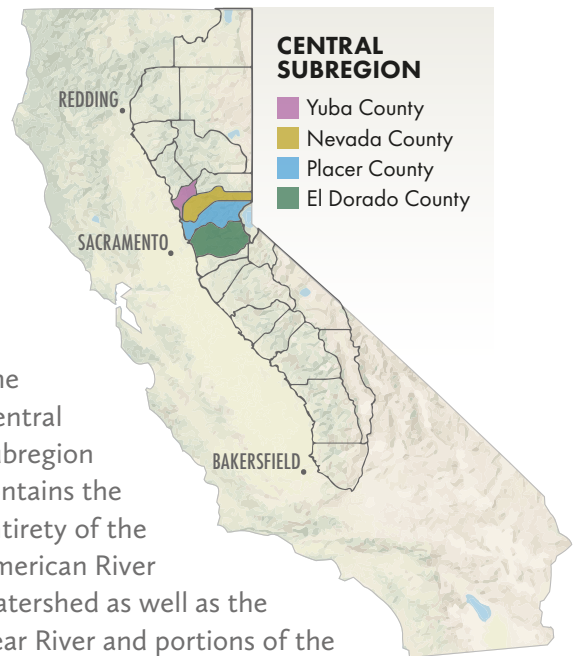 CENTRAL
SUBREGION
Yuba County
Nevada County
Placer County
El Dorado County
REDDING
SACRAMENTO
BAKERSFIELD
ne
entral
ubregion
ntains the
tirety of the
merican River
atershed as well as the
ear River and portions of the